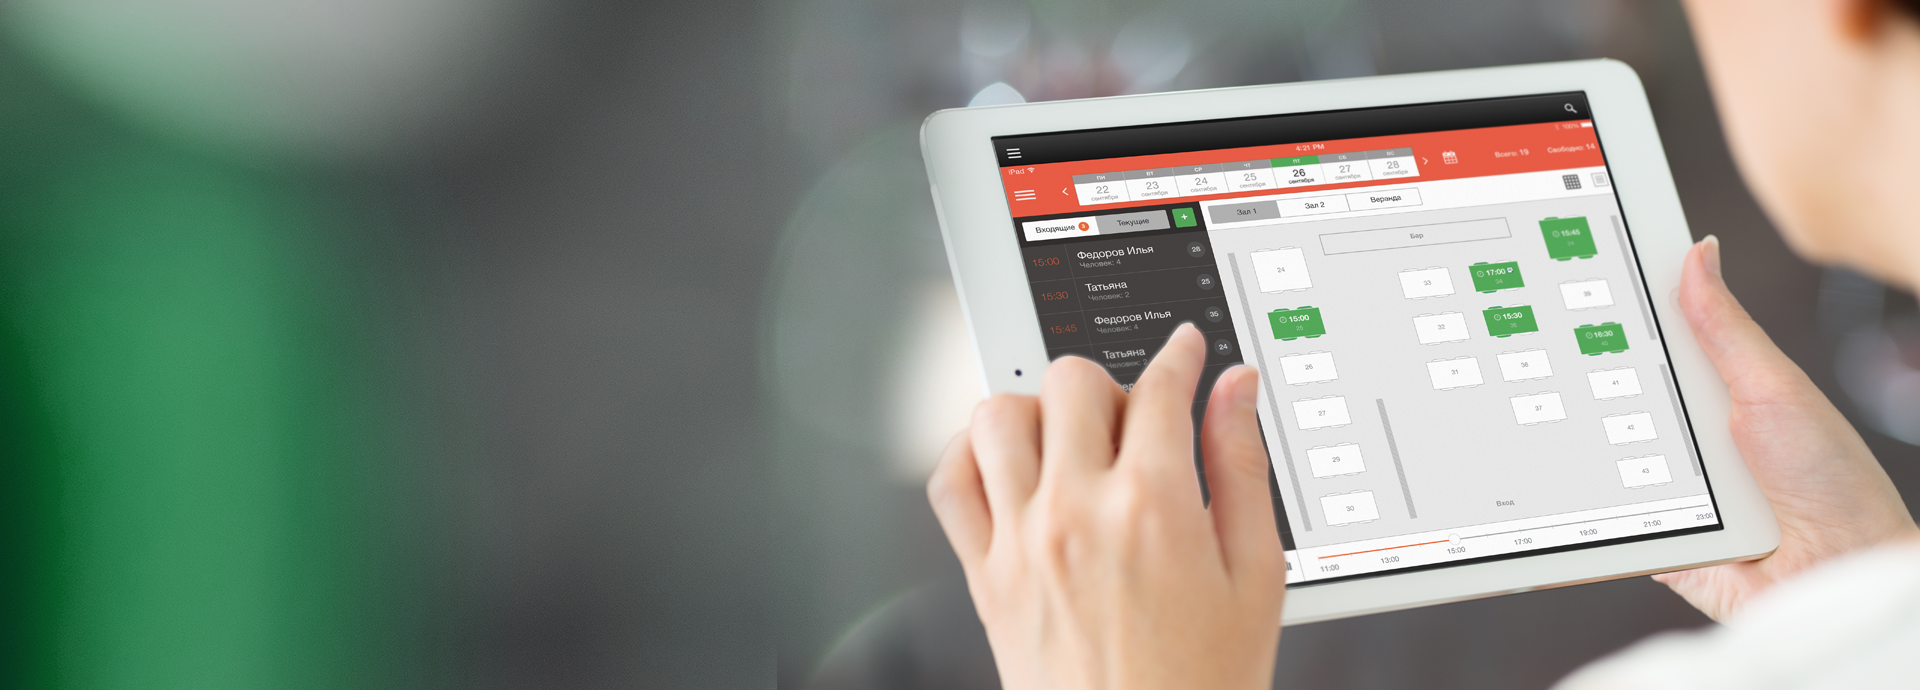 4:21 PM
100%
iPad
ПН ВТ СР ЧТ ПТ СБ ВС
22 23 24 25 26 27 28
сентября сентября сентября сентября сентября сентября сентября
Всего: 19 Свободно: 14
Входящие Текущие +
Зал 1 Зал 2 Веранда
15:00 Федоров Илья 28
Человек: 4
15:30 Татьяна 25
Человек: 2
15:45 Федоров Илья 35
Человек: 4
Татьяна 24
Человек: 2
Бар
24
15:00
25
26
27
29
30
33
32
31
17:00
34
15:30
36
37
15:45
39
16:30
40
41
42
43
Вход
11:00 13:00 15:00 17:00 19:00 21:00 23:00